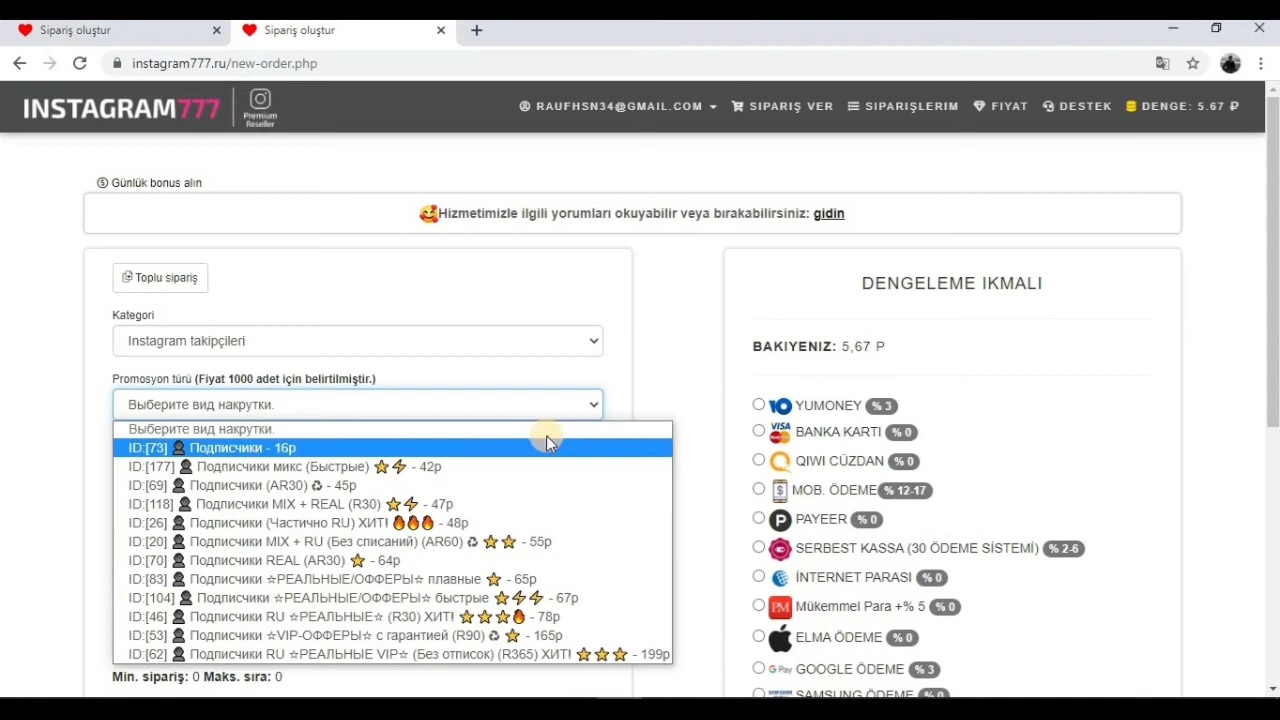 Sipariş oluştur
Sipariş oluştur
instagram777.ru/new-order.php
INSTAGRAM777
Premium
Reseller
RAUFHSN34@GMAIL.COM
SIPARIŞ VER
SIPARIŞLERIM
FIYAT
DESTEK
DENGE: 5.67 ₽
Günlük bonus alın
🥰Hizmetimizle ilgili yorumları okuyabilir veya bırakabilirsiniz: gidin
Toplu sipariş
Kategori
Instagram takipçileri
Promosyon türü (Fiyat 1000 adet için belirtilmiştir.)
Выберите вид накрутки.
Выберите вид накрутки.
ID:[73] 👤 Подписчики - 16р
ID:[177] 👤 Подписчики микс (Быстрые) ⭐⚡ - 42р
ID:[69] 👤 Подписчики (AR30) ♻ - 45р
ID:[118] 👤 Подписчики MIX + REAL (R30) ⭐⚡ - 47р
ID:[26] 👤 Подписчики (Частично RU) ХИТ! 🔥🔥🔥 - 48р
ID:[20] 👤 Подписчики MIX + RU (Без списаний) (AR60) ♻ ⭐⭐ - 55р
ID:[70] 👤 Подписчики REAL (AR30) ⭐ - 64р
ID:[83] 👤 Подписчики ☆РЕАЛЬНЫЕ/ОФФЕРЫ☆ плавные ⭐ - 65р
ID:[104] 👤 Подписчики ☆РЕАЛЬНЫЕ/ОФФЕРЫ☆ быстрые ⭐⚡⚡ - 67р
ID:[46] 👤 Подписчики RU ☆РЕАЛЬНЫЕ☆ (R30) ХИТ! ⭐⭐⭐🔥 - 78р
ID:[53] 👤 Подписчики ☆VIP-ОФФЕРЫ☆ с гарантией (R90) ♻ ⭐ - 165р
ID:[62] 👤 Подписчики RU ☆РЕАЛЬНЫЕ VIP☆ (Без отписок) (R365) ХИТ! ⭐⭐⭐ - 199р
Min. sipariş: 0 Maks. sıra: 0
DENGELEME IKMALI
BAKIYENIZ: 5,67 P
YUMONEY % 3
BANKA KARTI % 0
QIWI CÜZDAN % 0
MOB. ÖDEME % 12-17
PAYEER % 0
SERBEST KASSA (30 ÖDEME SİSTEMİ) % 2-6
İNTERNET PARASI % 0
Mükemmel Para +% 5 % 0
ELMA ÖDEME % 0
G Pay GOOGLE ÖDEME % 3
SAMSUNG ÖDEME % 0